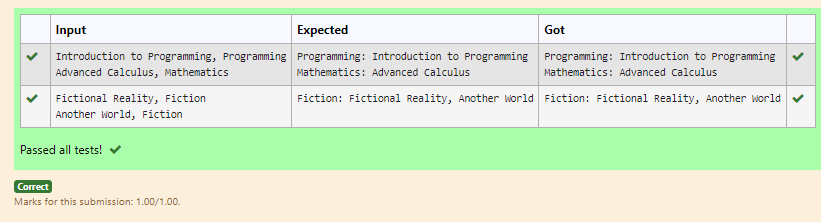 Input Expected Got
Introduction to Programming, Programming Programming: Introduction to Programming Programming: Introduction to Programming
Advanced Calculus, Mathematics Mathematics: Advanced Calculus Mathematics: Advanced Calculus
Fictional Reality, Fiction Fiction: Fictional Reality, Another World Fiction: Fictional Reality, Another World
Another World, Fiction
Passed all tests!
Correct
Marks for this submission: 1.00/1.00.